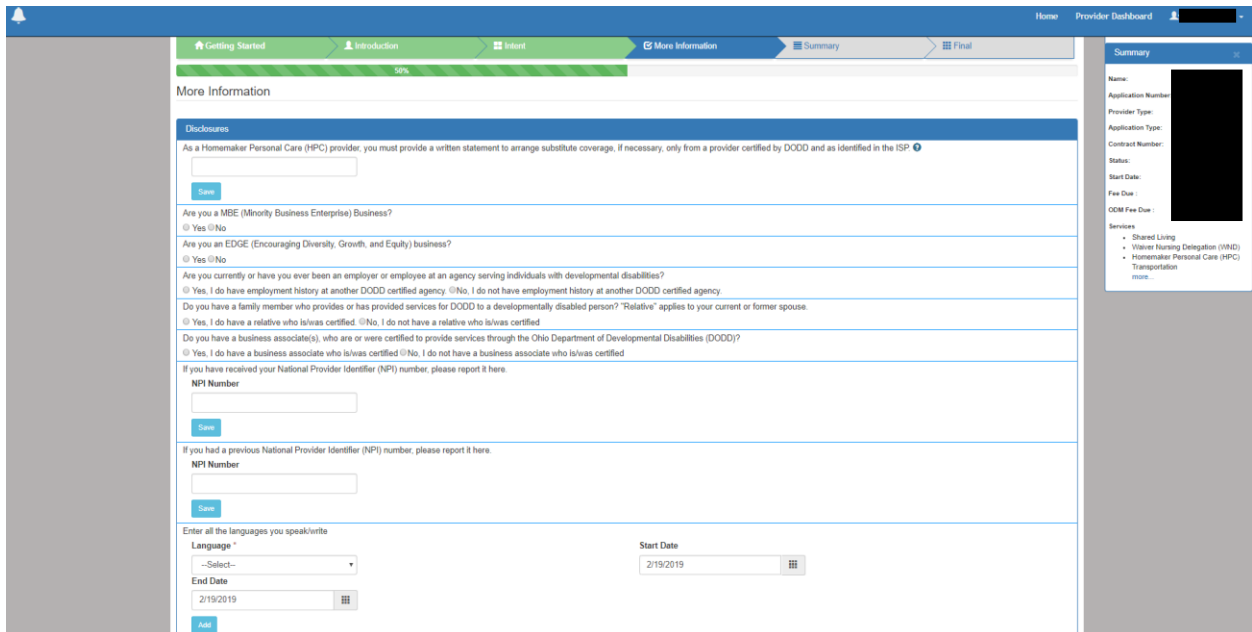 Home Provider Dashboard
Getting Started Introduction Intent More Information Summary Final
50%
More Information
Disclosures
As a Homemaker Personal Care (HPC) provider, you must provide a written statement to arrange substitute coverage, if necessary, only from a provider certified by DODD and as identified in the ISP.
Save
Are you a MBE (Minority Business Enterprise) Business?
Yes No
Are you an EDGE (Encouraging Diversity, Growth, and Equity) business?
Yes No
Are you currently or have you ever been an employer or employee at an agency serving individuals with developmental disabilities?
Yes, I do have employment history at another DODD certified agency. No, I do not have employment history at another DODD certified agency.
Do you have a family member who provides or has provided services for DODD to a developmentally disabled person? "Relative" applies to your current or former spouse.
Yes, I do have a relative who is/was certified. No, I do not have a relative who is/was certified
Do you have a business associate(s), who are or were certified to provide services through the Ohio Department of Developmental Disabilities (DODD)?
Yes, I do have a business associate who is/was certified No, I do not have a business associate who is/was certified
If you have received your National Provider Identifier (NPI) number, please report it here.
NPI Number
Save
If you had a previous National Provider Identifier (NPI) number, please report it here.
NPI Number
Save
Enter all the languages you speak/write
Language * Start Date
--Select-- 2/19/2019
End Date
2/19/2019
Add
Summary ×
Name:
Application Number
Provider Type:
Application Type:
Contract Number:
Status:
Start Date:
Fee Due :
ODM Fee Due :
Services
Shared Living
Waiver Nursing Delegation (WND)
Homemaker Personal Care (HPC)
Transportation
more...